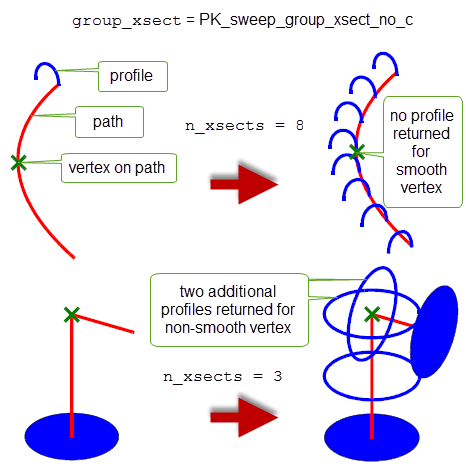 group_xsect = PK_sweep_group_xsect_no_c
profile
path
n_xsects = 8
no profile
returned
for
smooth
vertex
vertex on path
two additional
profiles returned for
non-smooth vertex
n_xsects = 3